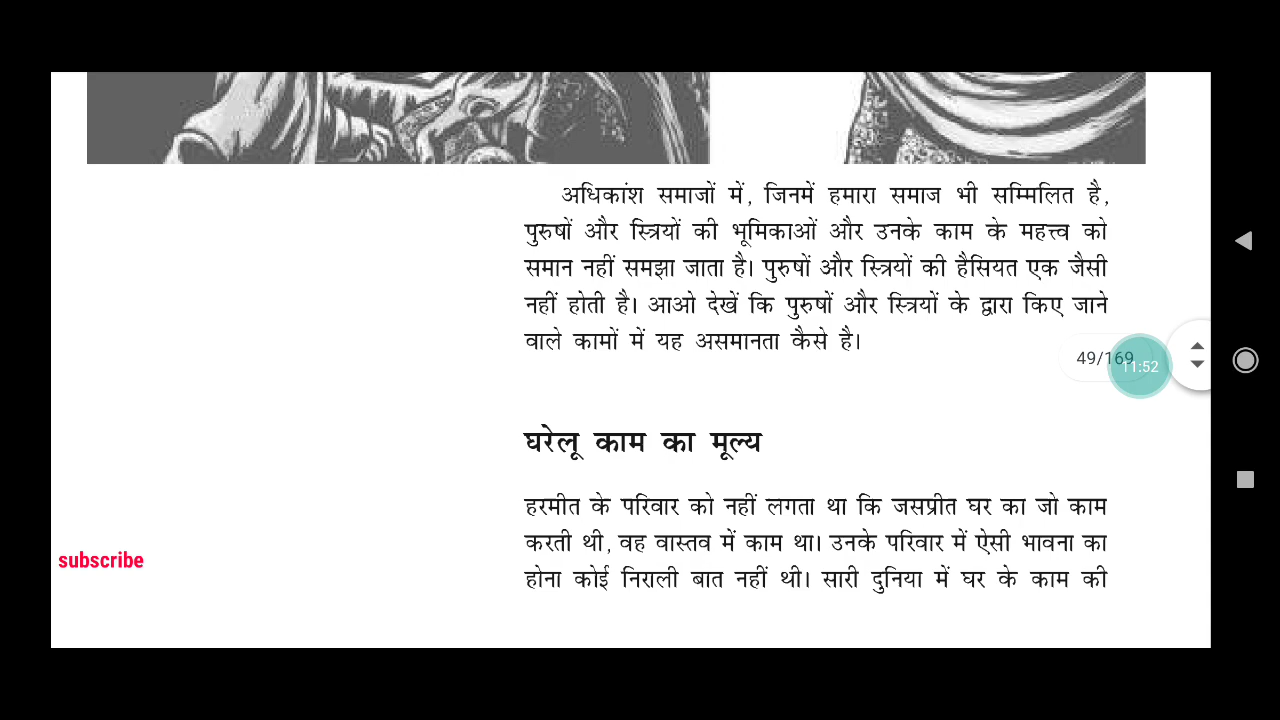 अधिकांश समाजों में, जिनमें हमारा समाज भी सम्मिलित है,
पुरुषों और स्त्रियों की भूमिकाओं और उनके काम के महत्त्व को
समान नहीं समझा जाता है। पुरुषों और स्त्रियों की हैसियत एक जैसी
नहीं होती है। आओ देखें कि पुरुषों और स्त्रियों के द्वारा किए जाने
वाले कामों में यह असमानता कैसे है।
49/169
11:52
घरेलू काम का मूल्य
हरमीत के परिवार को नहीं लगता था कि जसप्रीत घर का जो काम
करती थी, वह वास्तव में काम था। उनके परिवार में ऐसी भावना का
होना कोई निराली बात नहीं थी। सारी दुनिया में घर के काम की
subscribe